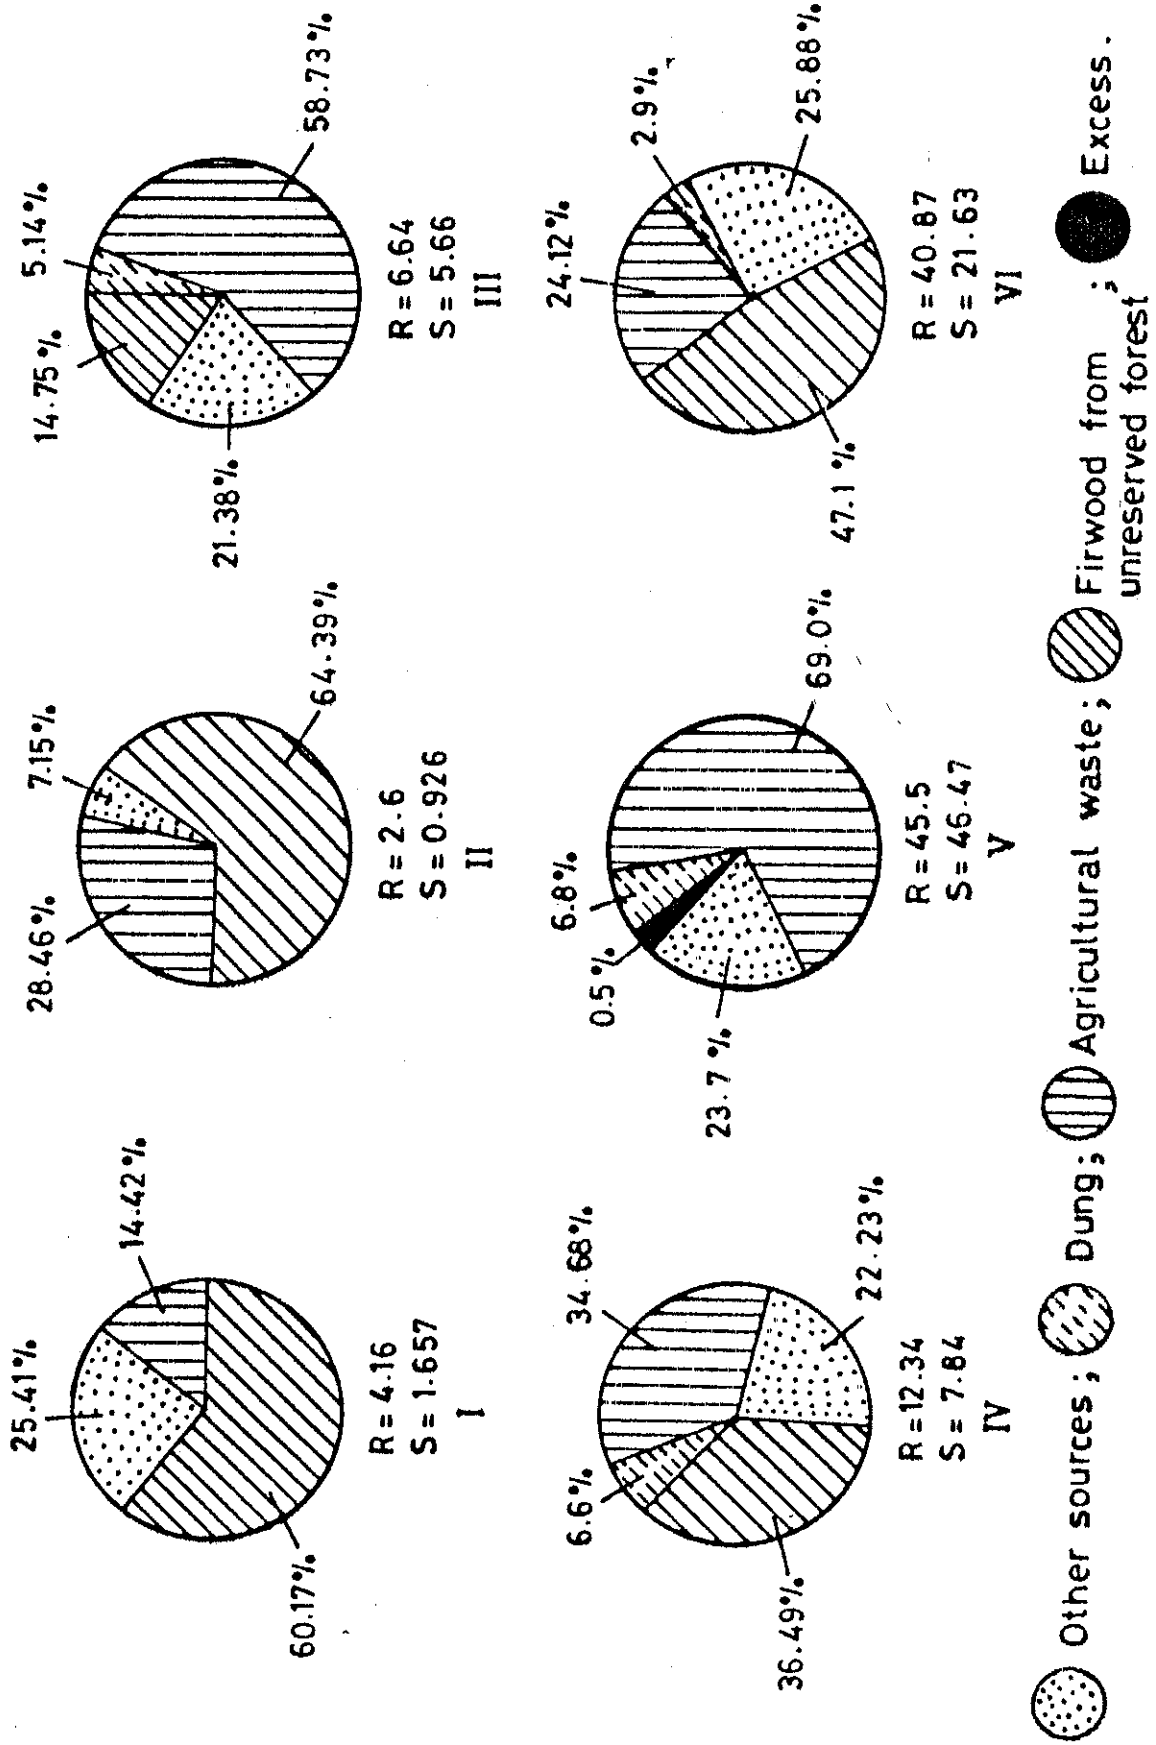 25.41%
14.42%
60.17%
R = 4.16
S = 1.657
I
28.46%
7.15%
64.39%
R = 2.6
S = 0.926
II
14.75%
5.14%
21.38%
58.73%
R = 6.64
S = 5.66
III
6.6%
34.68%
36.49%
22.23%
R = 12.34
S = 7.84
IV
0.5%
6.8%
23.7%
69.0%
R = 45.5
S = 46.47
V
24.12%
2.9%
47.1%
25.88%
R = 40.87
S = 21.63
VI
Other sources; Dung; Agricultural waste; Firwood from unreserved forest; Excess.